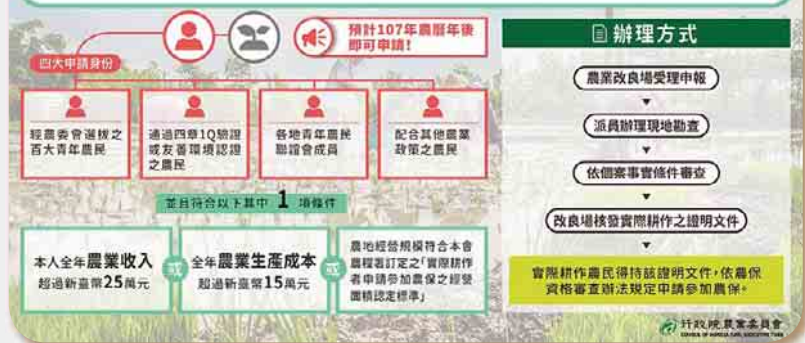 預計107年農曆年後
即可申請!
四大申請身份
經農委會選拔之
百大青年農民
通過四章1Q驗證
或友善環境認證
之農民
各地青年農民
聯誼會成員
配合其他農業
政策之農民
並且符合以下其中 1 項條件
本人全年農業收入
超過新臺幣25萬元
或
全年農業生產成本
超過新臺幣15萬元
或
農地經營規模符合本會
農糧署訂定之「實際耕作
者申請參加農保之經營
面積認定標準」
辦理方式
農業改良場受理申報
派員辦理現地勘查
依個案事實條件審查
改良場核發實際耕作之證明文件
實際耕作農民得持該證明文件,依農保
資格審查辦法規定申請參加農保。
行政院農業委員會
COUNCIL OF AGRICULTURE, EXECUTIVE YUAN